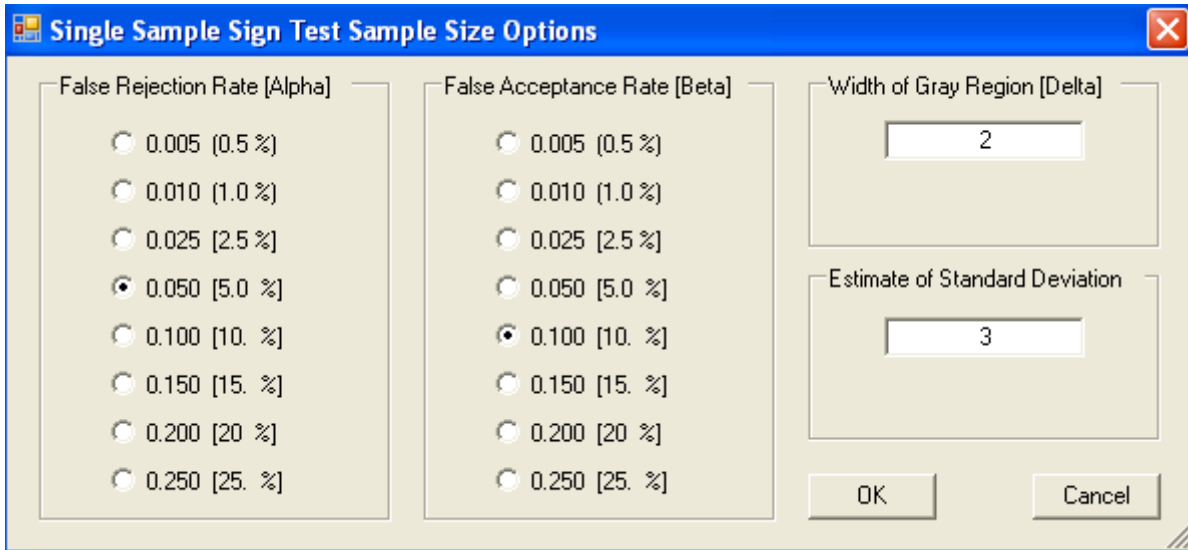 Single Sample Sign Test Sample Size Options
False Rejection Rate [Alpha]
0.005 (0.5 %)
0.010 (1.0 %)
0.025 [2.5 %]
0.050 [5.0 %]
0.100 [10. %]
0.150 [15. %]
0.200 [20 %]
0.250 [25. %]
False Acceptance Rate [Beta]
0.005 (0.5 %)
0.010 (1.0 %)
0.025 [2.5 %]
0.050 [5.0 %]
0.100 [10. %]
0.150 [15. %]
0.200 [20 %]
0.250 [25. %]
Width of Gray Region [Delta]
2
Estimate of Standard Deviation
3
OK
Cancel